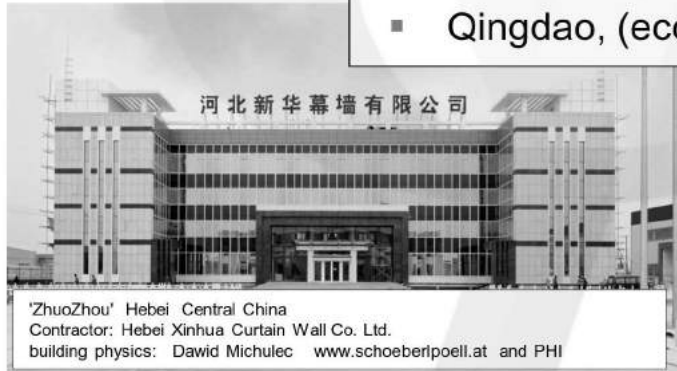 Qingdao, (eco
河北新华幕墙有限公司
'ZhuoZhou' Hebei Central China
Contractor: Hebei Xinhua Curtain Wall Co. Ltd.
building physics: Dawid Michulec www.schoeberlpoell.at and PHI